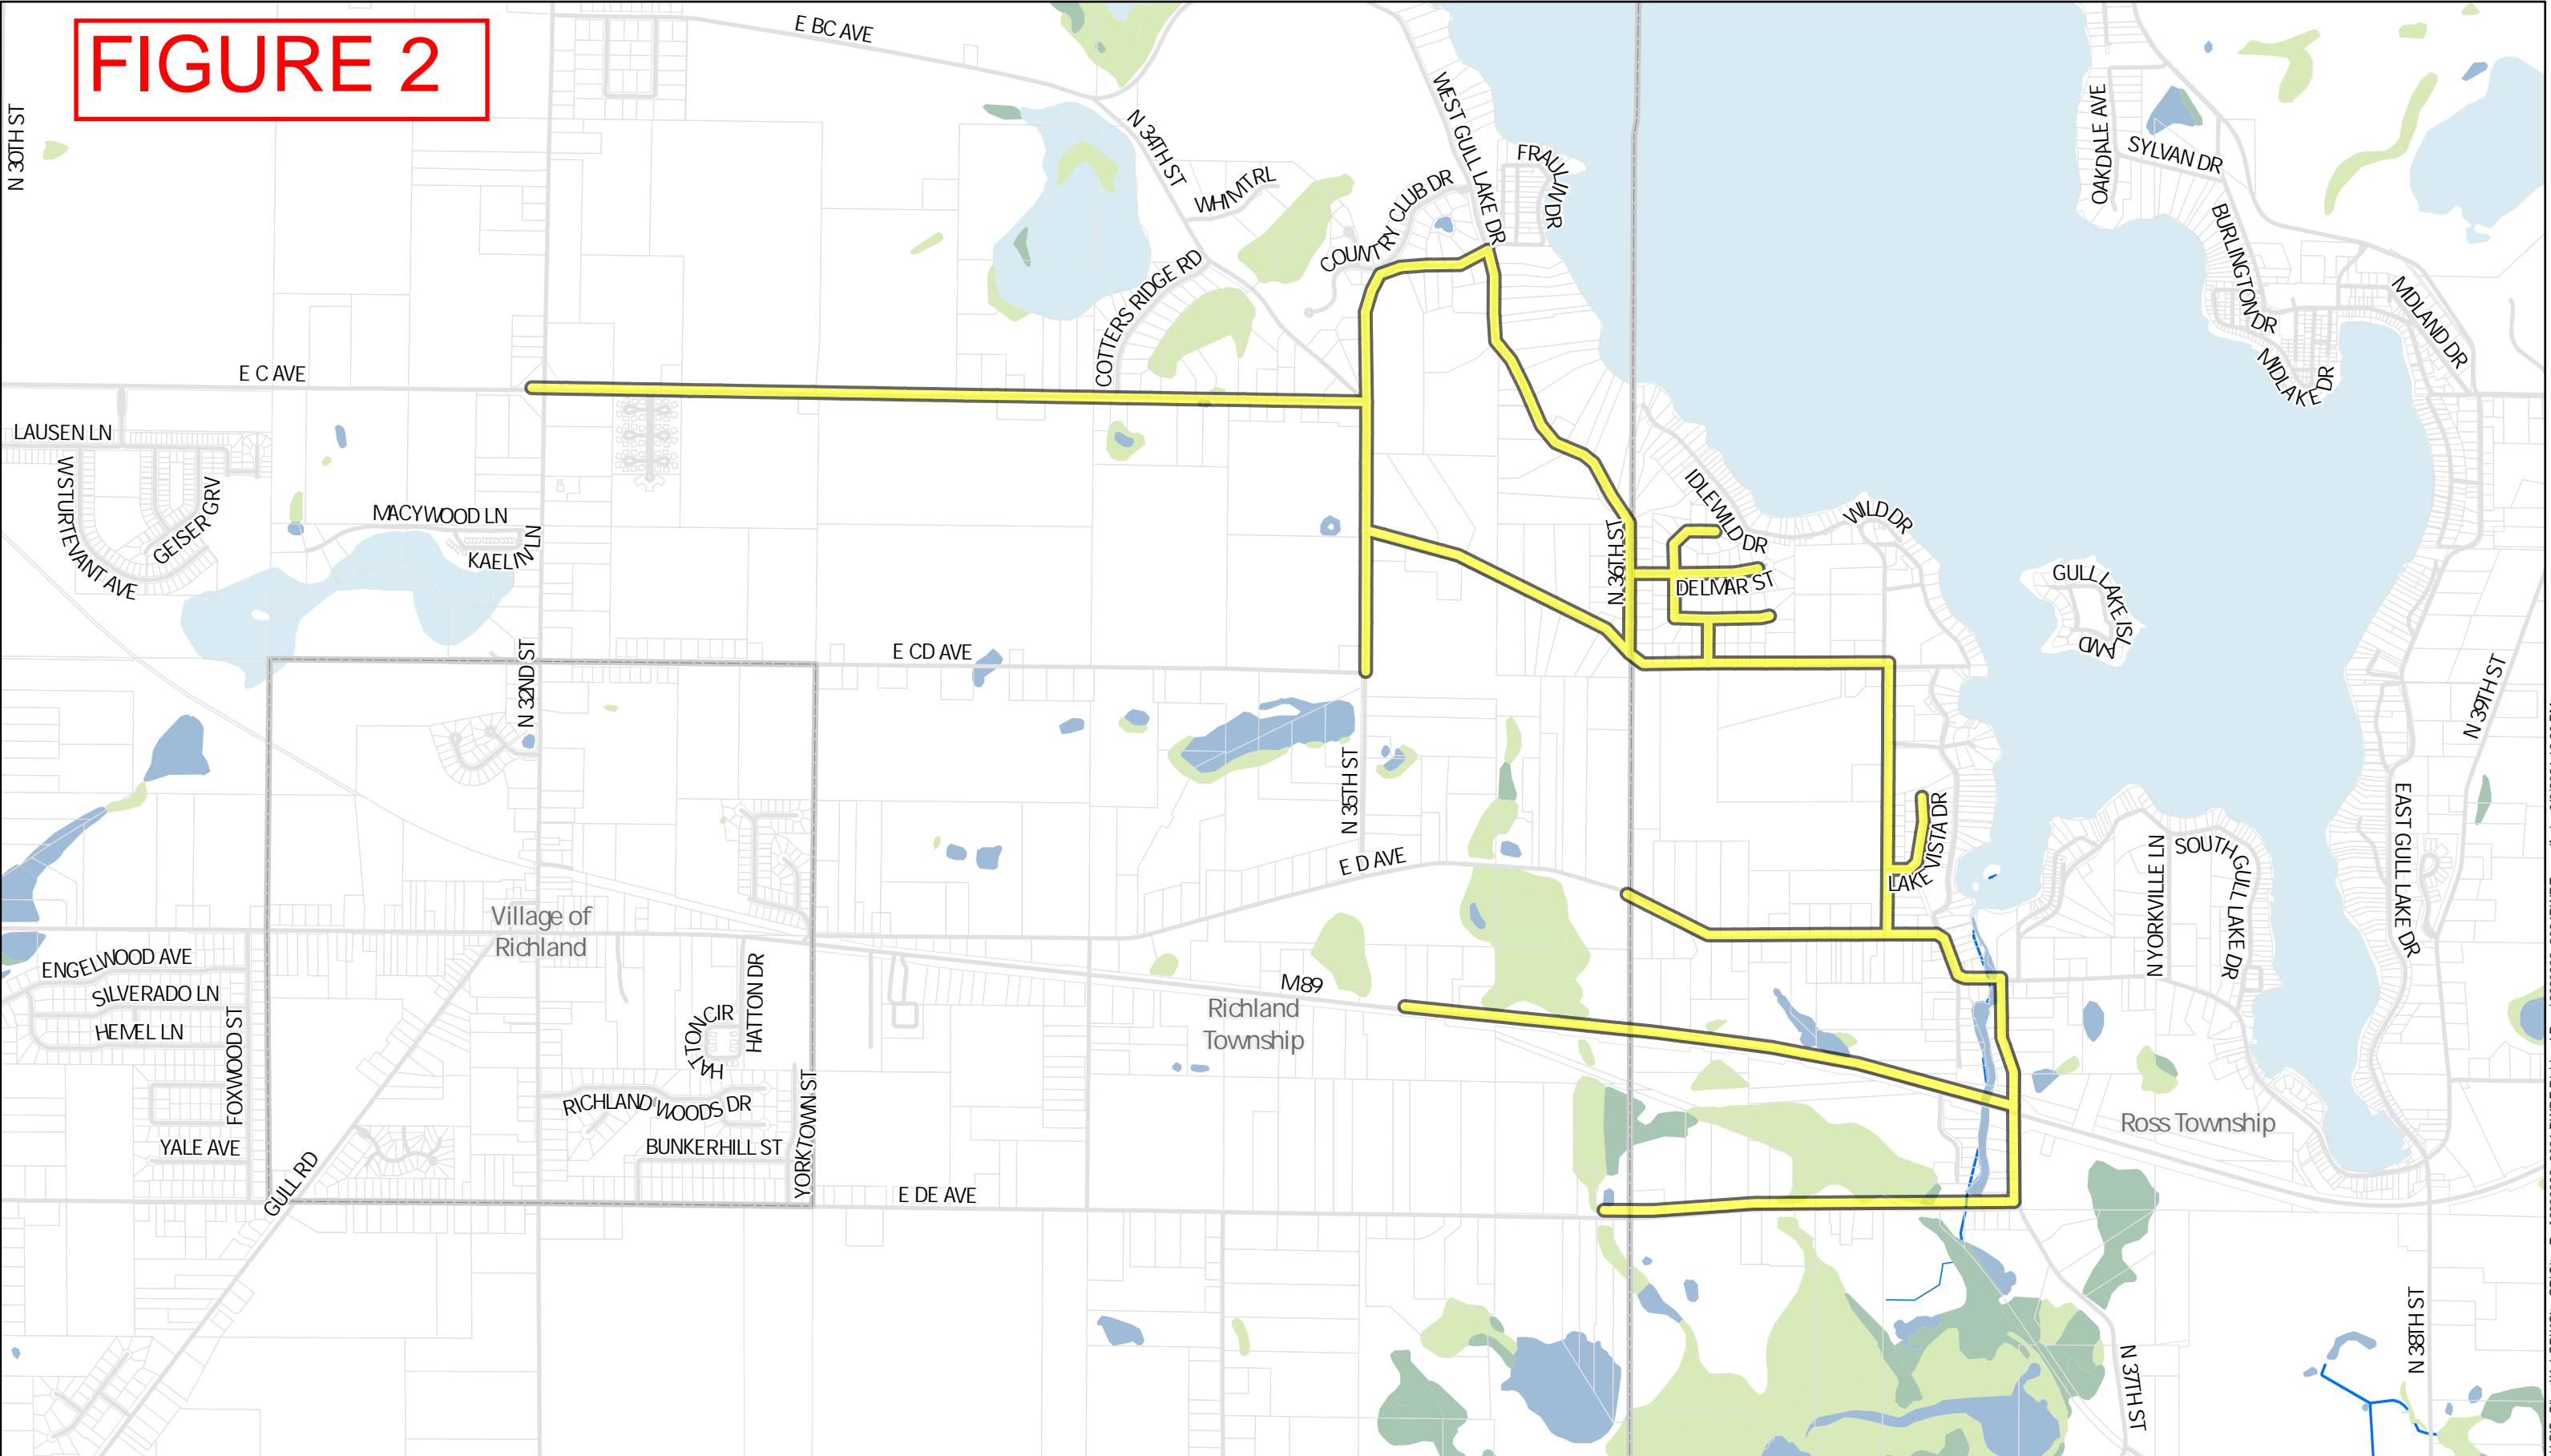 FIGURE 2
E BC AVE
N 30TH ST
N 34TH ST
WEST GULL LAKE DR
FRAULIN DR
WHIMTRL
COUNTRY CLUB DR
COTTERS RIDGE RD
OAKDALE AVE
SYLVAN DR
BURLINGTON DR
MIDLAND DR
MIDLAKE DR
E C AVE
LAUSEN LN
W STURTEVANT AVE
GEISER GRV
MACYWOOD LN
KAELIN LN
IDLEWILD DR
WILD DR
N 36TH ST
DELMAR ST
GULL LAKE ISLAND
E CD AVE
N 32ND ST
N 35TH ST
N 39TH ST
E D AVE
LAKE VISTA DR
N YORKVILLE LN
SOUTH GULL LAKE DR
EAST GULL LAKE DR
Village of
Richland
ENGELWOOD AVE
SILVERADO LN
HEMEL LN
FOXWOOD ST
YALE AVE
GULL RD
HATTON CIR
HATTON DR
RICHLAND WOODS DR
BUNKERHILL ST
YORKTOWN ST
M89
Richland
Township
Ross Township
E DE AVE
N 37TH ST
N 38TH ST